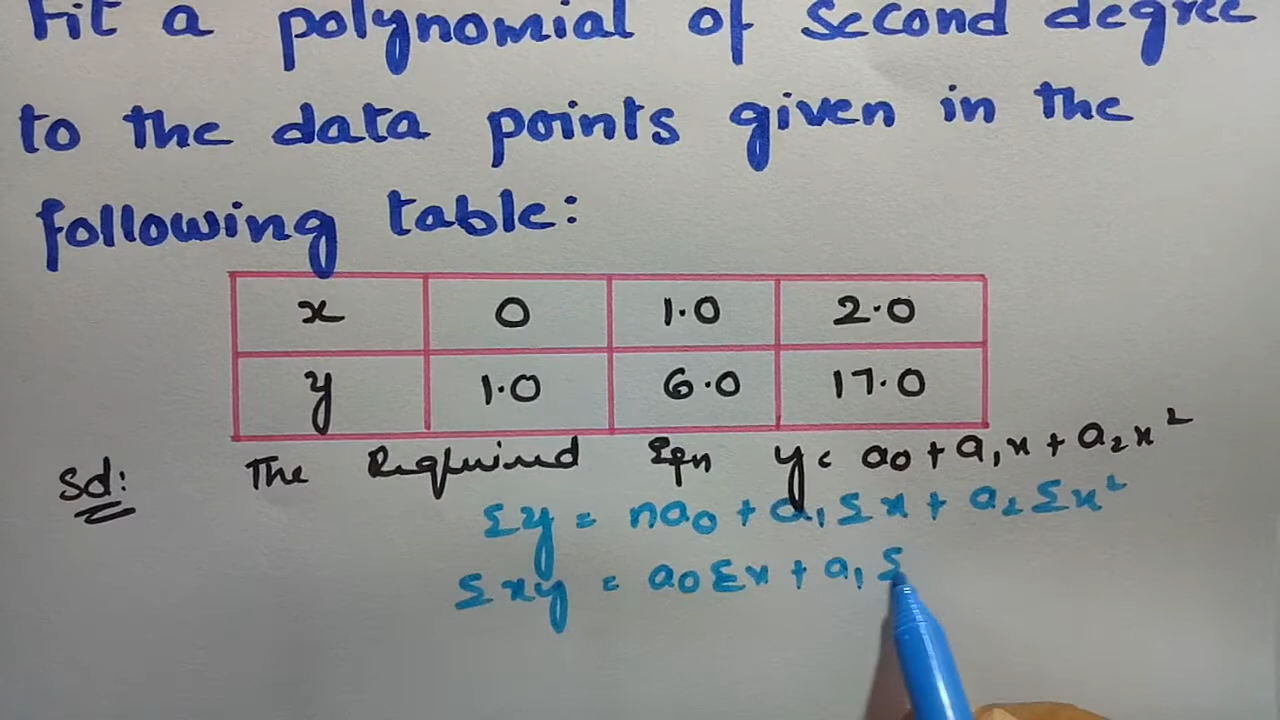 Fit a polynomial of second degree
to the data points given in the
following table:
x 0 1.0 2.0
y 1.0 6.0 17.0
Sol: The Required Eqn y = a₀ + a₁x + a₂x²
Σy = na₀ + a₁Σx + a₂Σx²
Σxy = a₀Σx + a₁Σ